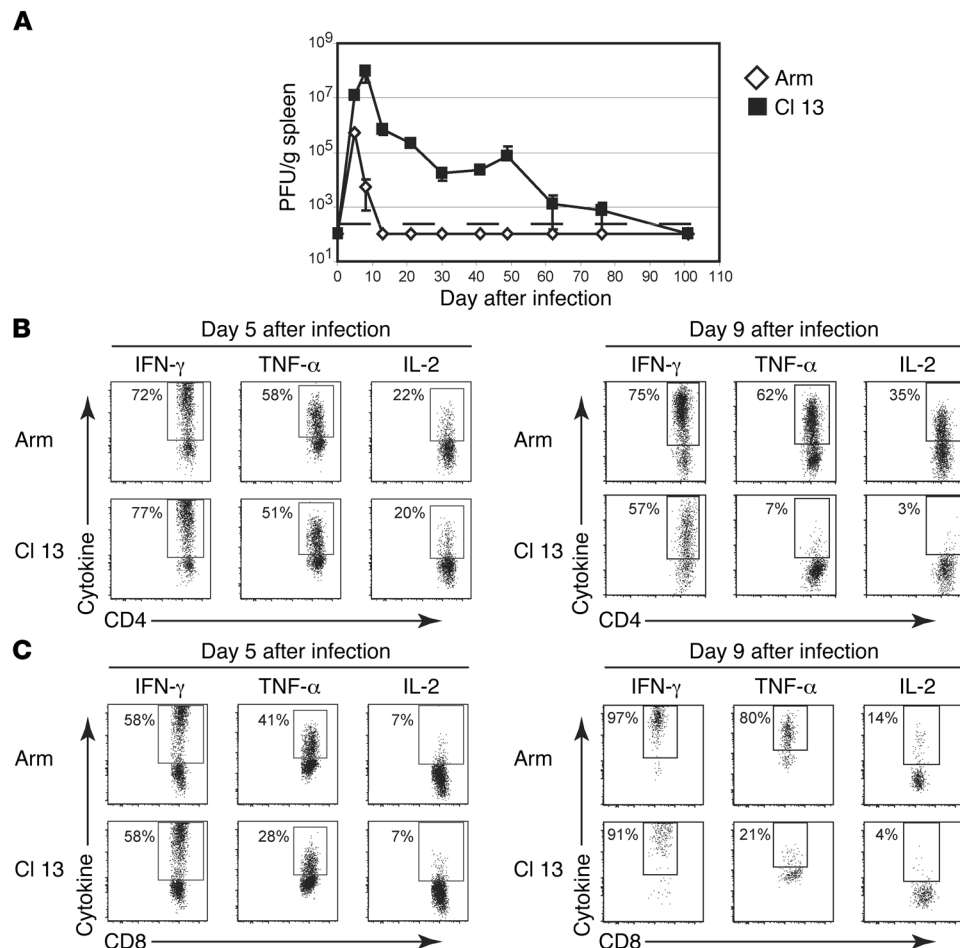 A
10⁹
10⁷
10⁵
10³
10¹
PFU/g spleen
0 10 20 30 40 50 60 70 80 90 100 110
Day after infection
Arm
Cl 13
B
Day 5 after infection
Day 9 after infection
IFN-γ TNF-α IL-2
IFN-γ TNF-α IL-2
Arm
72% 58% 22%
Arm
75% 62% 35%
Cl 13
77% 51% 20%
Cl 13
57% 7% 3%
Cytokine
Cytokine
CD4
CD4
C
Day 5 after infection
Day 9 after infection
IFN-γ TNF-α IL-2
IFN-γ TNF-α IL-2
Arm
58% 41% 7%
Arm
97% 80% 14%
Cl 13
58% 28% 7%
Cl 13
91% 21% 4%
Cytokine
Cytokine
CD8
CD8